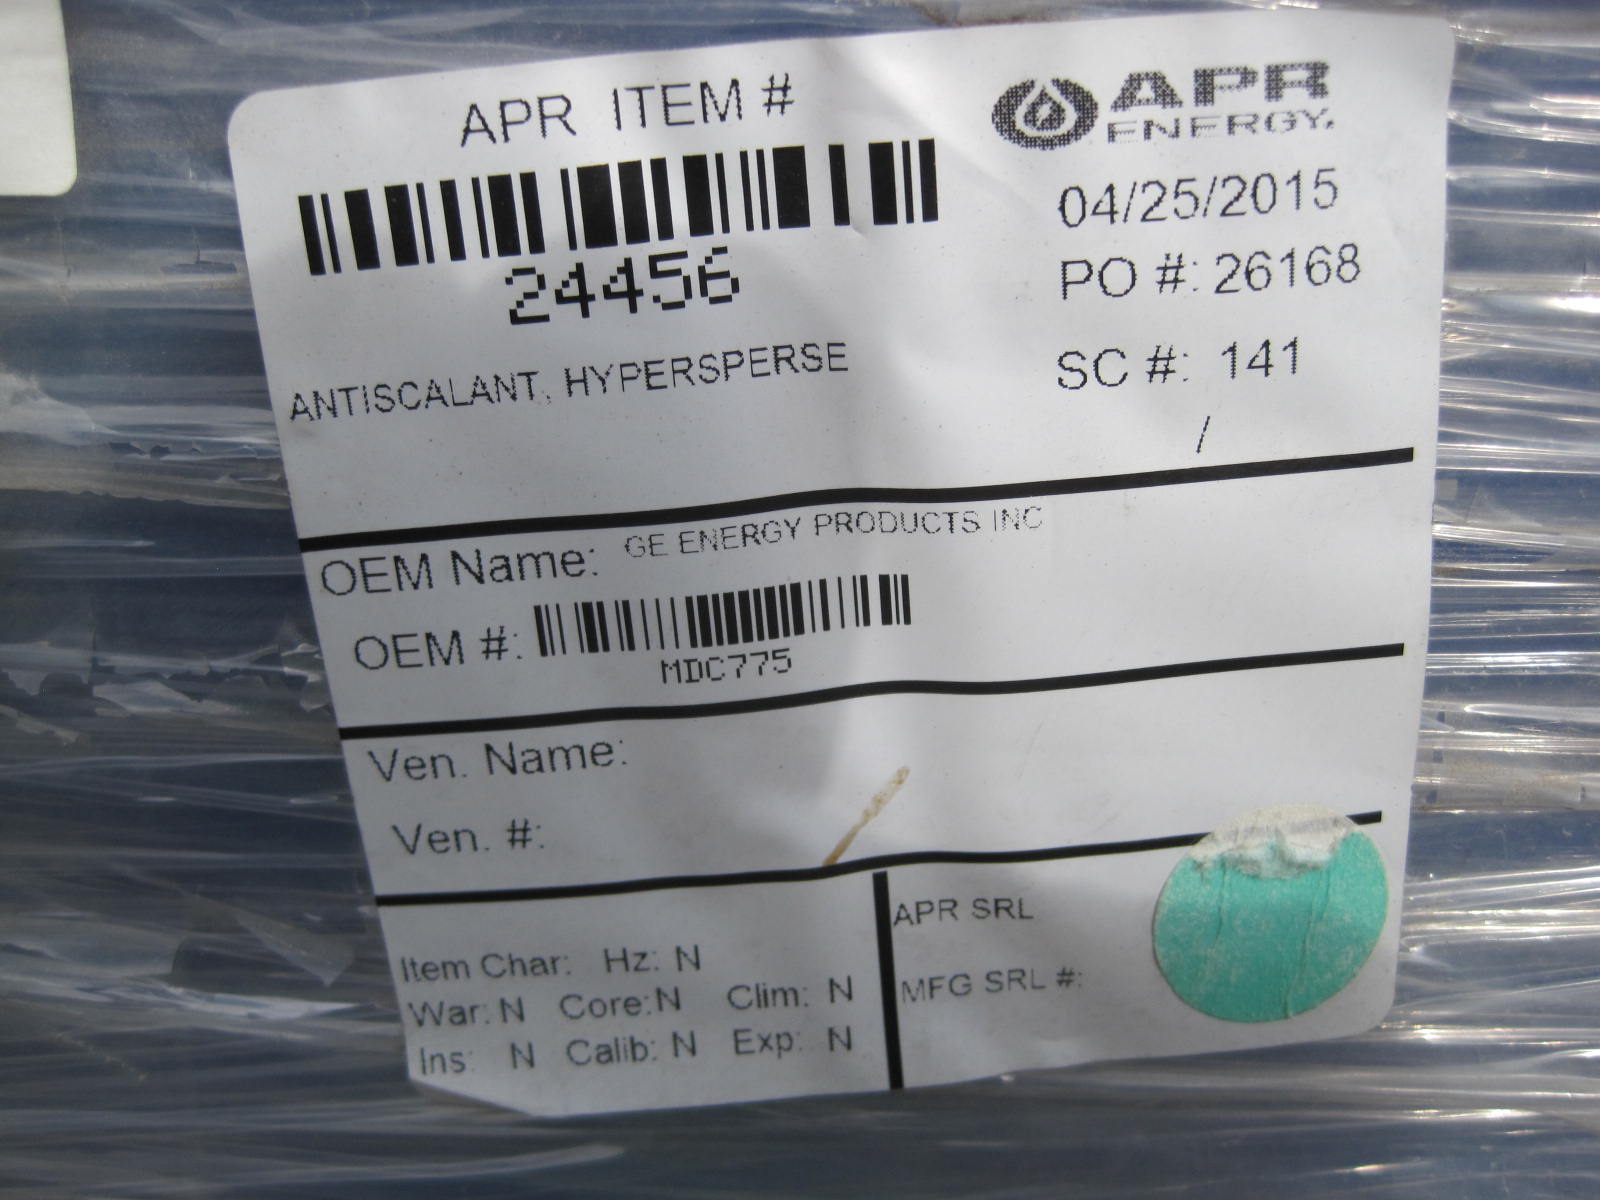 APR ITEM #
APR
ENERGY.
24456
04/25/2015
PO #: 26168
ANTISCALANT, HYPERSPERSE
SC #: 141
/
OEM Name: GE ENERGY PRODUCTS INC
OEM #:
MDC775
Ven. Name:
Ven. #:
Item Char: Hz: N
War: N Core:N Clim: N
Ins: N Calib: N Exp: N
APR SRL
MFG SRL #: